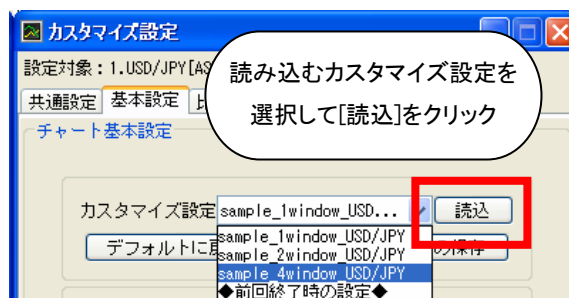 カスタマイズ設定
設定対象：1.USD/JPY[AS
読み込むカスタマイズ設定を
選択して[読込]をクリック
共通設定 基本設定
チャート基本設定
カスタマイズ設定 sample_1window_USD... 読込
sample_1window_USD/JPY
デフォルトに戻 sample_2window_USD/JPY の保存
sample_4window_USD/JPY
◆前回終了時の設定◆